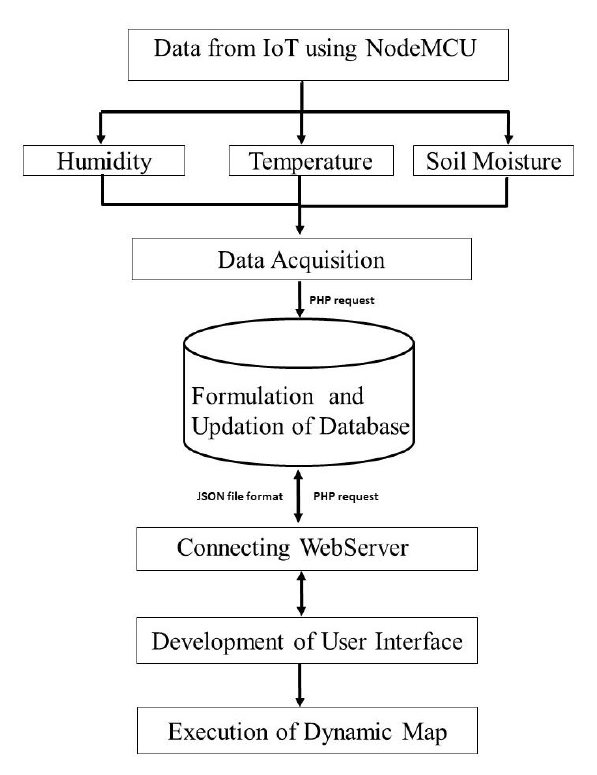 Data from IoT using NodeMCU
Humidity
Temperature
Soil Moisture
Data Acquisition
PHP request
Formulation and
Updation of Database
JSON file format
PHP request
Connecting WebServer
Development of User Interface
Execution of Dynamic Map